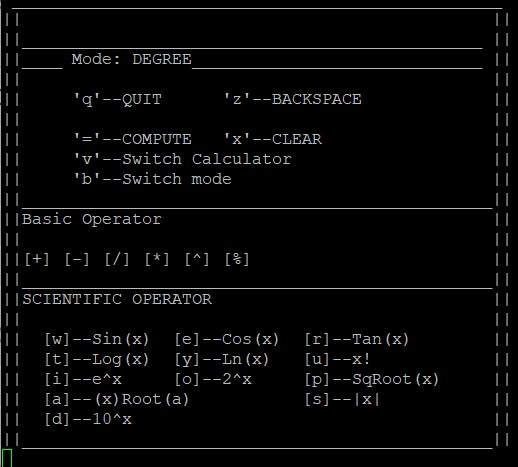 Mode: DEGREE
'q'--QUIT 'z'--BACKSPACE
'='--COMPUTE 'x'--CLEAR
'v'--Switch Calculator
'b'--Switch mode
Basic Operator
[+] [-] [/] [*] [^] [%]
SCIENTIFIC OPERATOR
[w]--Sin(x) [e]--Cos(x) [r]--Tan(x)
[t]--Log(x) [y]--Ln(x) [u]--x!
[i]--e^x [o]--2^x [p]--SqRoot(x)
[a]--(x)Root(a) [s]--|x|
[d]--10^x